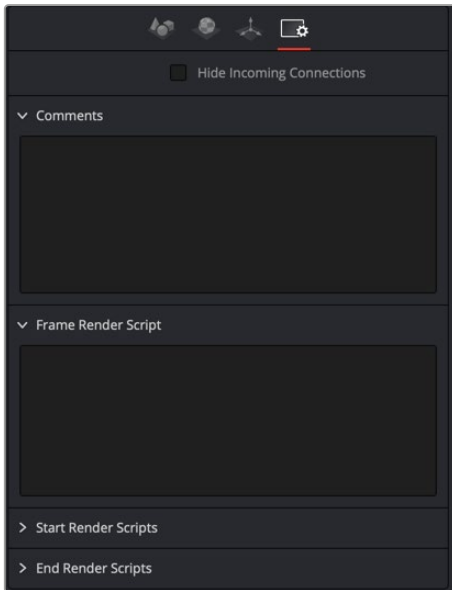 Hide Incoming Connections
Comments
Frame Render Script
Start Render Scripts
End Render Scripts